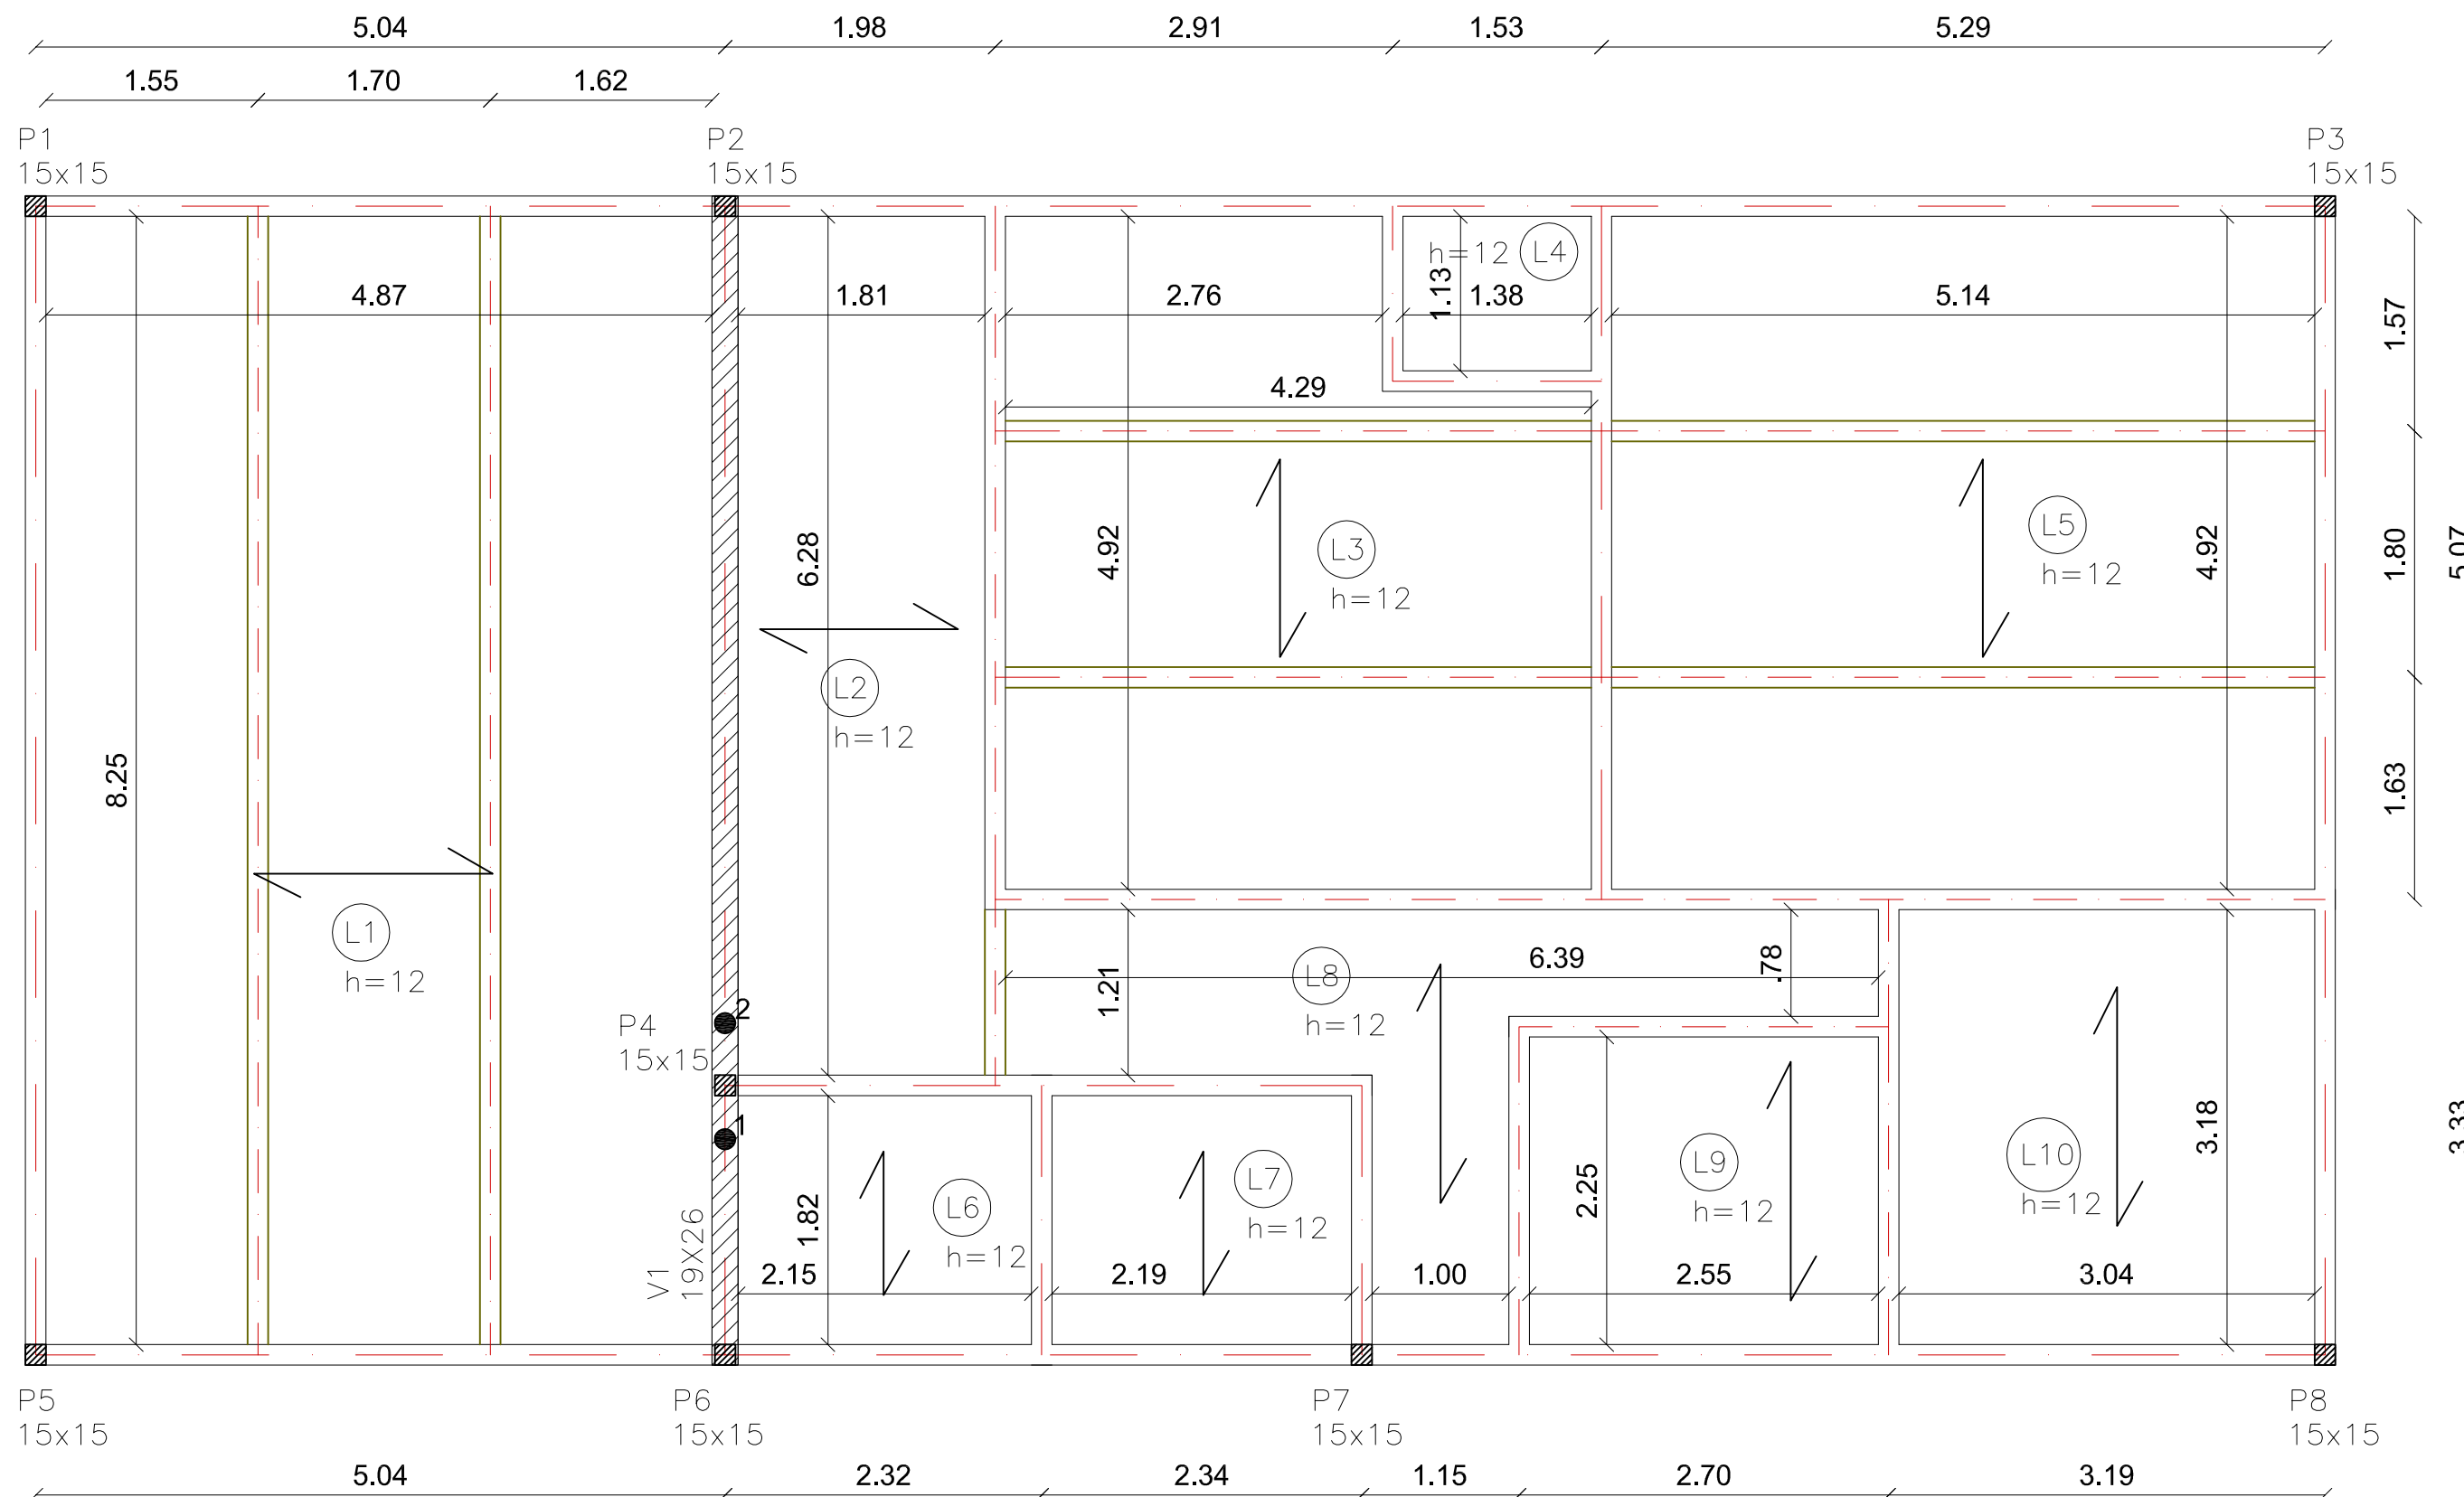 5.04 1.98 2.91 1.53 5.29
1.55 1.70 1.62
P1 P2 P3
15x15 15x15 15x15
h=12 L4
1.13
4.87 1.81 2.76 1.38 5.14
1.57
4.29
6.28
4.92
L3
h=12
L5
h=12
4.92
1.80
5.07
L2
h=12
8.25
1.63
L1
h=12
P4
15x15
2
1.21
L8
h=12
6.39
.78
1
V1
19X26
1.82
L6
h=12
L7
h=12
2.25
L9
h=12
L10
h=12
3.18
3.33
2.15 2.19 1.00 2.55 3.04
P5 P6 P7 P8
15x15 15x15 15x15 15x15
5.04 2.32 2.34 1.15 2.70 3.19